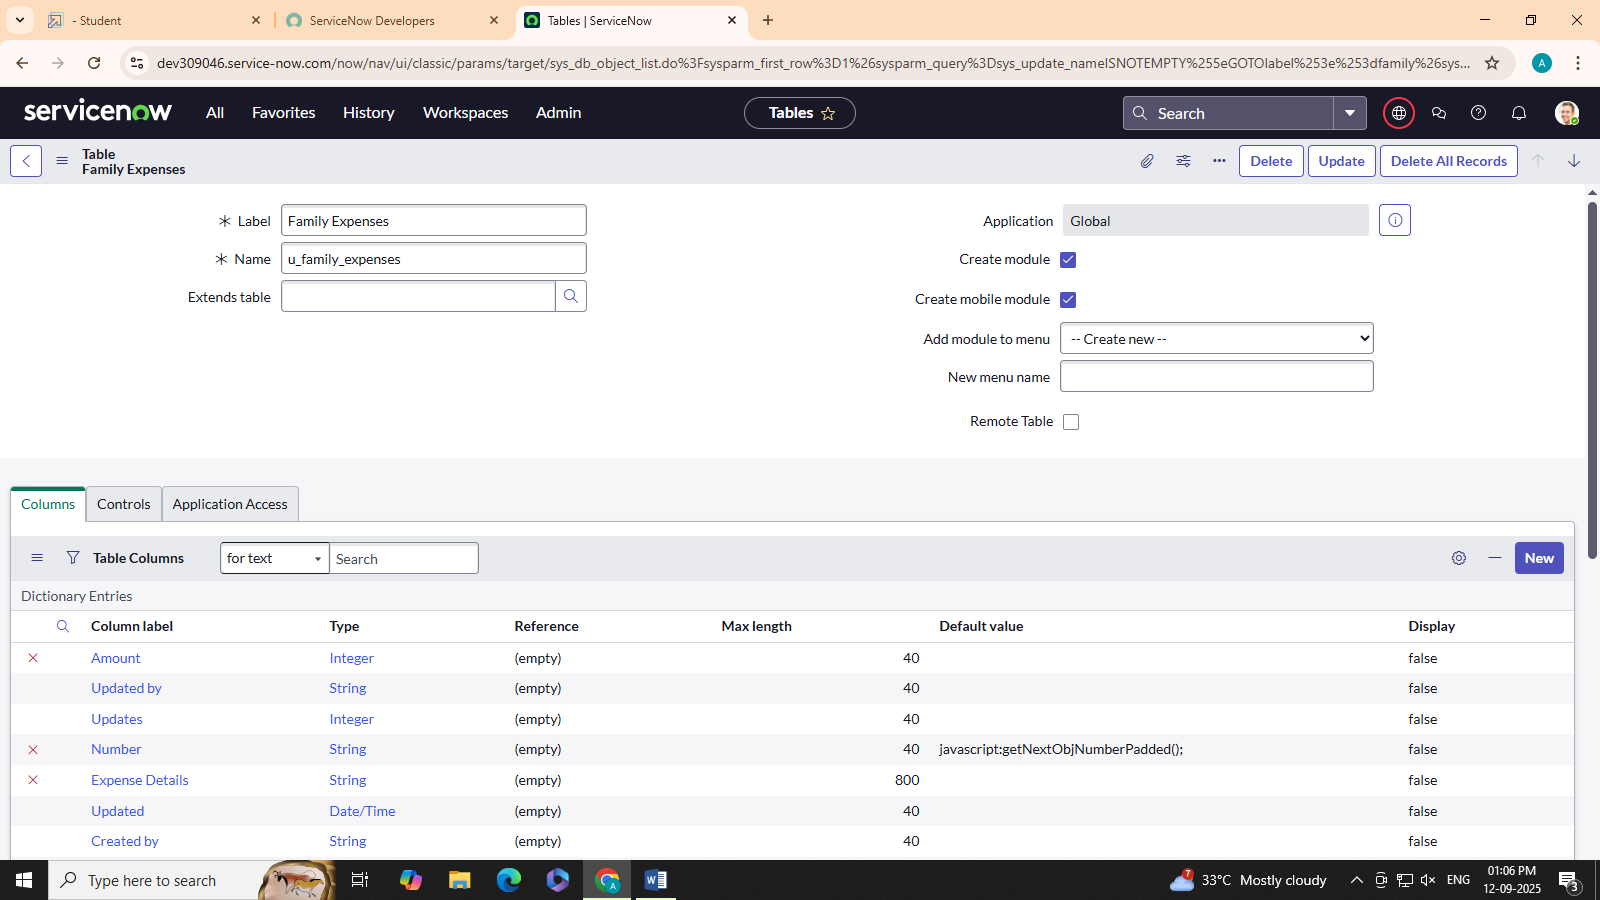 - Student
ServiceNow Developers
Tables | ServiceNow
dev309046.service-now.com/now/nav/ui/classic/params/target/sys_db_object_list.do%3Fsysparm_first_row%3D1%26sysparm_query%3Dsys_update_nameISNOTEMPTY%255eGOTOlabel%253e%253dfamily%26sys...
A
servicenow
All
Favorites
History
Workspaces
Admin
Tables
Search
Table
Family Expenses
Delete
Update
Delete All Records
Label
Family Expenses
Name
u_family_expenses
Extends table
Application
Global
Create module
Create mobile module
Add module to menu
-- Create new --
New menu name
Remote Table
Columns
Controls
Application Access
Table Columns
for text
Search
New
Dictionary Entries
Column label Type Reference Max length Default value Display
Amount Integer (empty) 40 false
Updated by String (empty) 40 false
Updates Integer (empty) 40 false
Number String (empty) 40 javascript:getNextObjNumberPadded(); false
Expense Details String (empty) 800 false
Updated Date/Time (empty) 40 false
Created by String (empty) 40 false
Type here to search
A
7
33°C Mostly cloudy
ENG
01:06 PM
12-09-2025
3